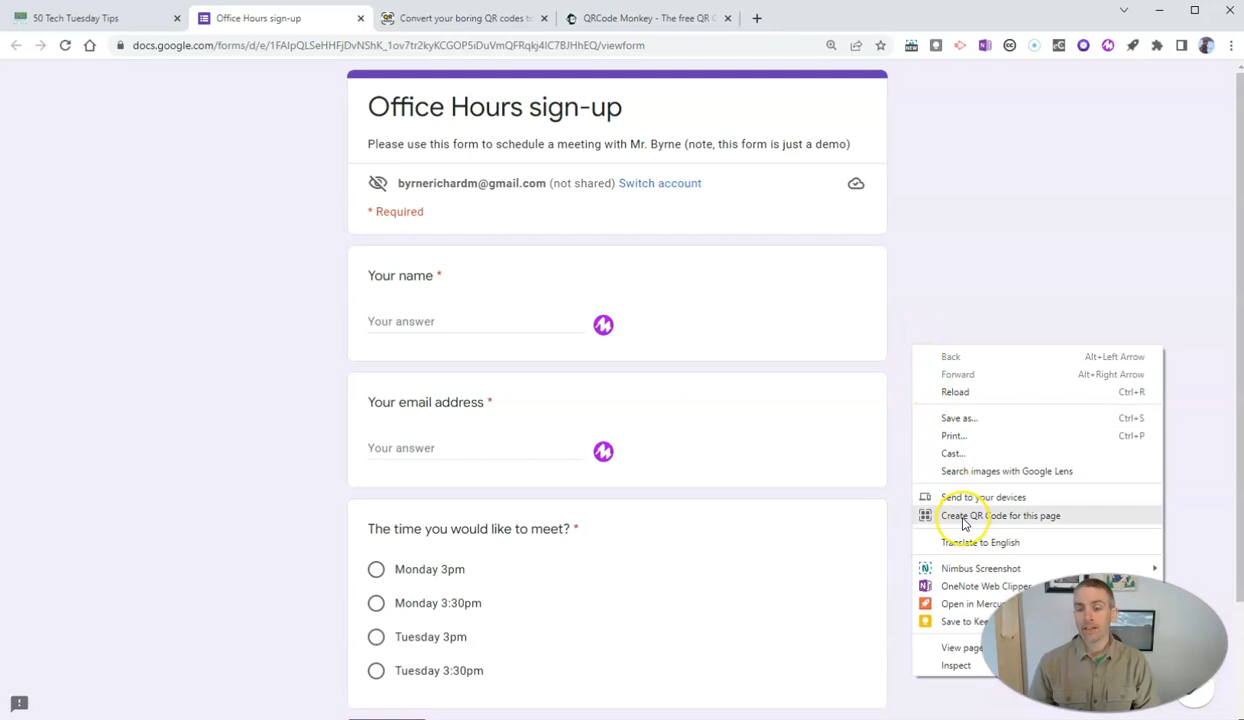 50 Tech Tuesday Tips
Office Hours sign-up
Convert your boring QR codes to
QRCode Monkey - The free QR C
docs.google.com/forms/d/e/1FAIpQLSeHHFjDvNShK_1ov7tr2kyKCGOP5iDuVmQFRqkj4IC7BJHhEQ/viewform
Office Hours sign-up
Please use this form to schedule a meeting with Mr. Byrne (note, this form is just a demo)
byrnerichardm@gmail.com (not shared) Switch account
* Required
Your name *
Your answer
Your email address *
Your answer
The time you would like to meet? *
Monday 3pm
Monday 3:30pm
Tuesday 3pm
Tuesday 3:30pm
Back Alt+Left Arrow
Forward Alt+Right Arrow
Reload Ctrl+R
Save as... Ctrl+S
Print... Ctrl+P
Cast...
Search images with Google Lens
Send to your devices
Create QR Code for this page
Translate to English
Nimbus Screenshot
OneNote Web Clipper
Open in
Save to
View
Inspect